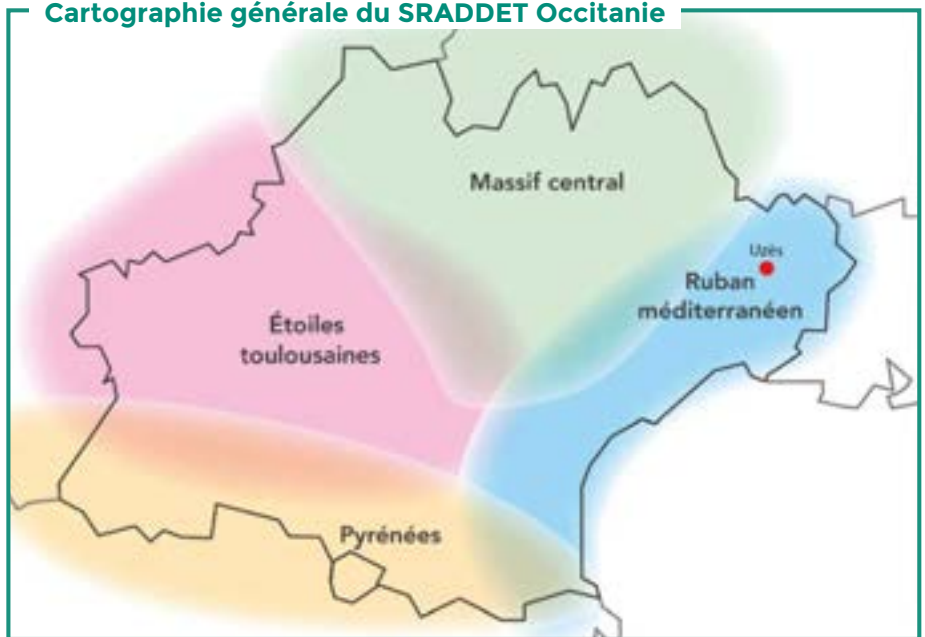 Cartographie générale du SRADDET Occitanie
Massif central
Uzès
Ruban
méditerranéen
Étoiles
toulousaines
Pyrénées